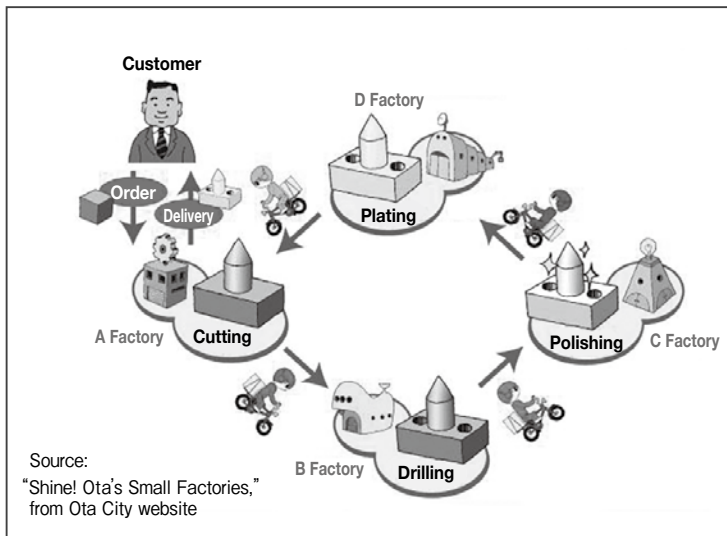 Customer
Order
Delivery
D Factory
Plating
A Factory
Cutting
Polishing
C Factory
B Factory
Drilling
Source:
“Shine! Ota’s Small Factories,”
from Ota City website